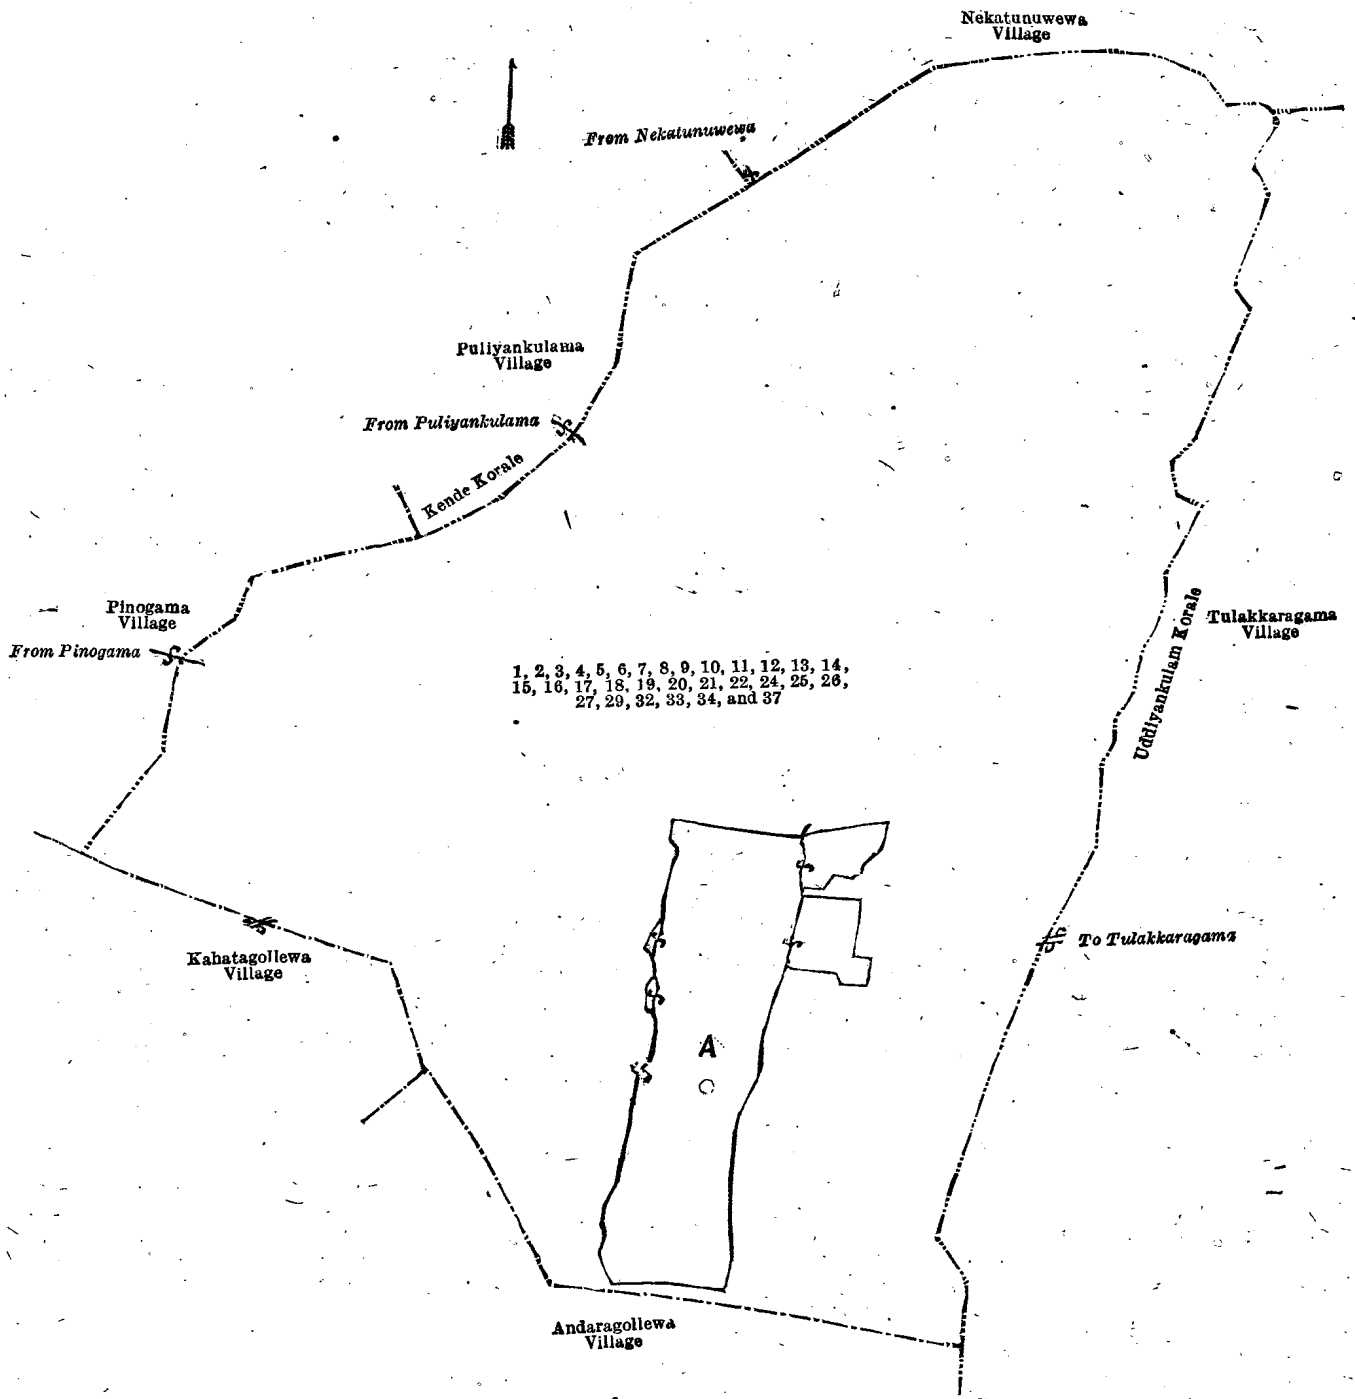 Nekatunuwewa
Village
From Nekatunuwewa
Puliyankulama
Village
From Puliyankulama
Kende Korale
Pinogama
Village
From Pinogama
Uddiyankulam Korale
Tulakkaragama
Village
1, 2, 3, 4, 5, 6, 7, 8, 9, 10, 11, 12, 13, 14,
15, 16, 17, 18, 19, 20, 21, 22, 24, 25, 26,
27, 29, 32, 33, 34, and 37
To Tulakkaragama
Kahatagollewa
Village
A
Andaragollewa
Village